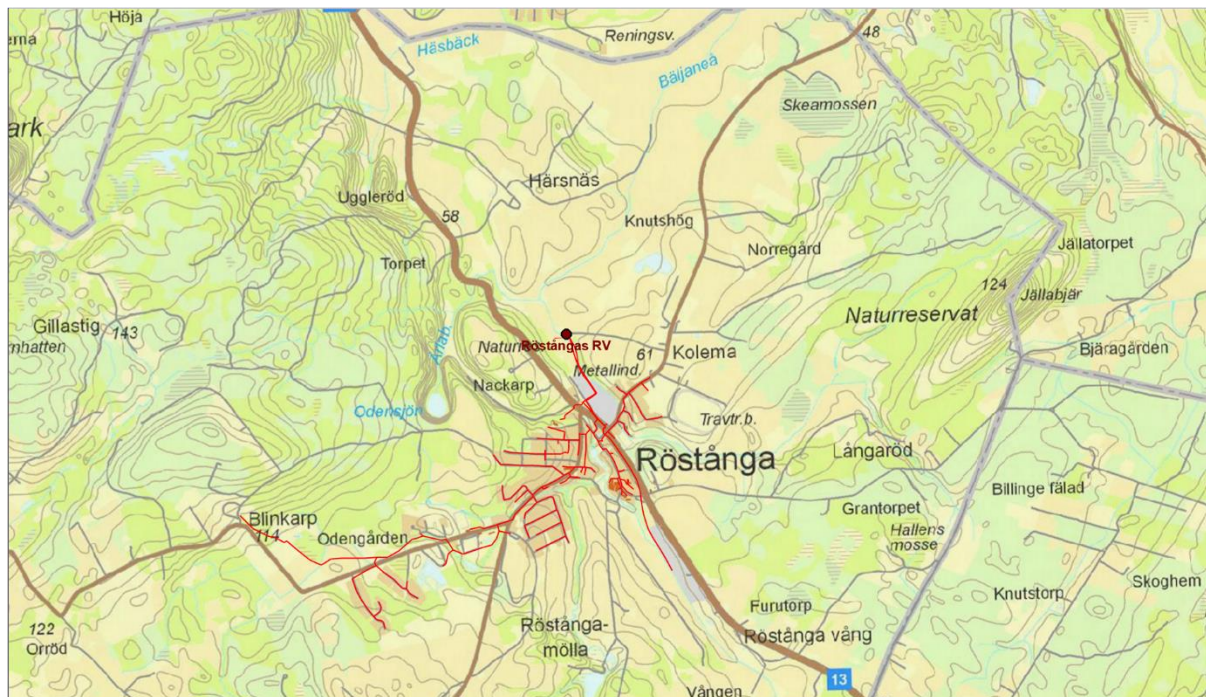 Höja
Hësbäck
Reningsv.
48
Bäljaneå
Skeamossen
ark
Härsnäs
Uggleröd
58
Knutshög
Norregård
Jällatorpet
Torpet
124
Jällabjär
Gillastig
143
Naturreservat
Röstångas RV
61
Kolema
Bjäragården
Metallind.
Nackarp
Odensjön
Travtr.b.
Röstånga
Långaröd
Billinge fälad
Grantorpet
Blinkarp
114
Odengården
Hallens
mosse
Skoghem
Knutstorp
Furutorp
122
Orröd
Röstånga-
mölla
Röstånga vång
13
Vången